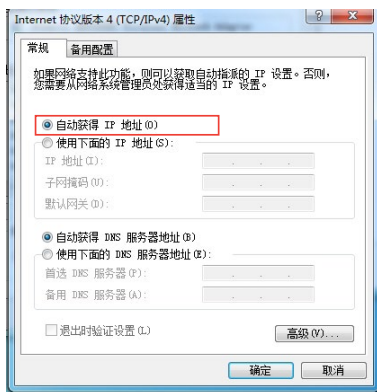 Internet 协议版本 4 (TCP/IPv4) 属性
常规 备用配置
如果网络支持此功能，则可以获取自动指派的 IP 设置。否则，
您需要从网络系统管理员处获得适当的 IP 设置。
自动获得 IP 地址(O)
使用下面的 IP 地址(S):
IP 地址(I):
子网掩码(U):
默认网关(D):
自动获得 DNS 服务器地址(B)
使用下面的 DNS 服务器地址(E):
首选 DNS 服务器(P):
备用 DNS 服务器(A):
退出时验证设置(L)
高级(V)...
确定 取消